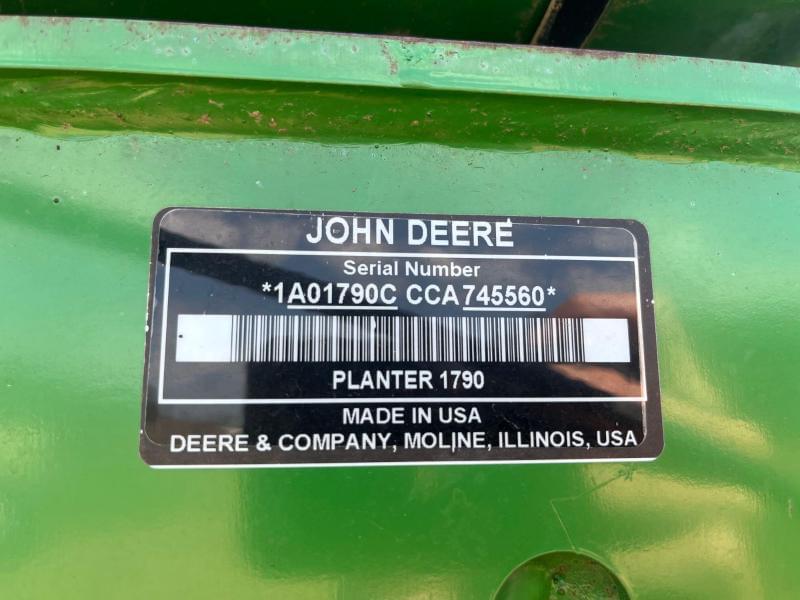 JOHN DEERE
Serial Number
*1A01790C CCA745560*
PLANTER 1790
MADE IN USA
DEERE & COMPANY, MOLINE, ILLINOIS, USA